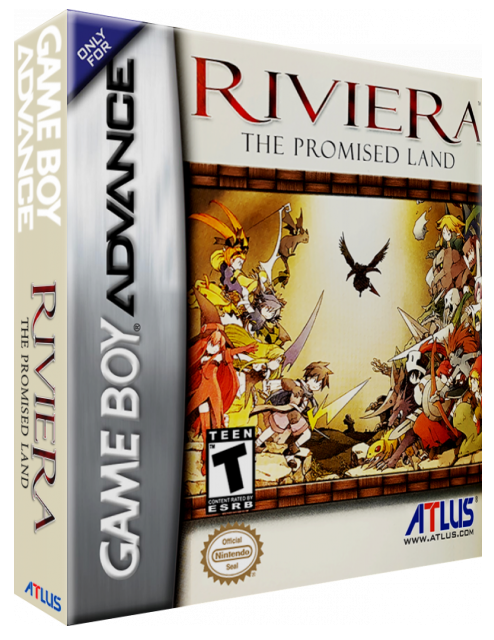 GAME BOY
ADVANCE
RIVIERA
THE PROMISED LAND
ATLUS
ONLY
FOR
GAME BOY ADVANCE
RIVIERA
THE PROMISED LAND
TEEN
T
CONTENT RATED BY
ESRB
Official
Nintendo
Seal
ATLUS
WWW.ATLUS.COM